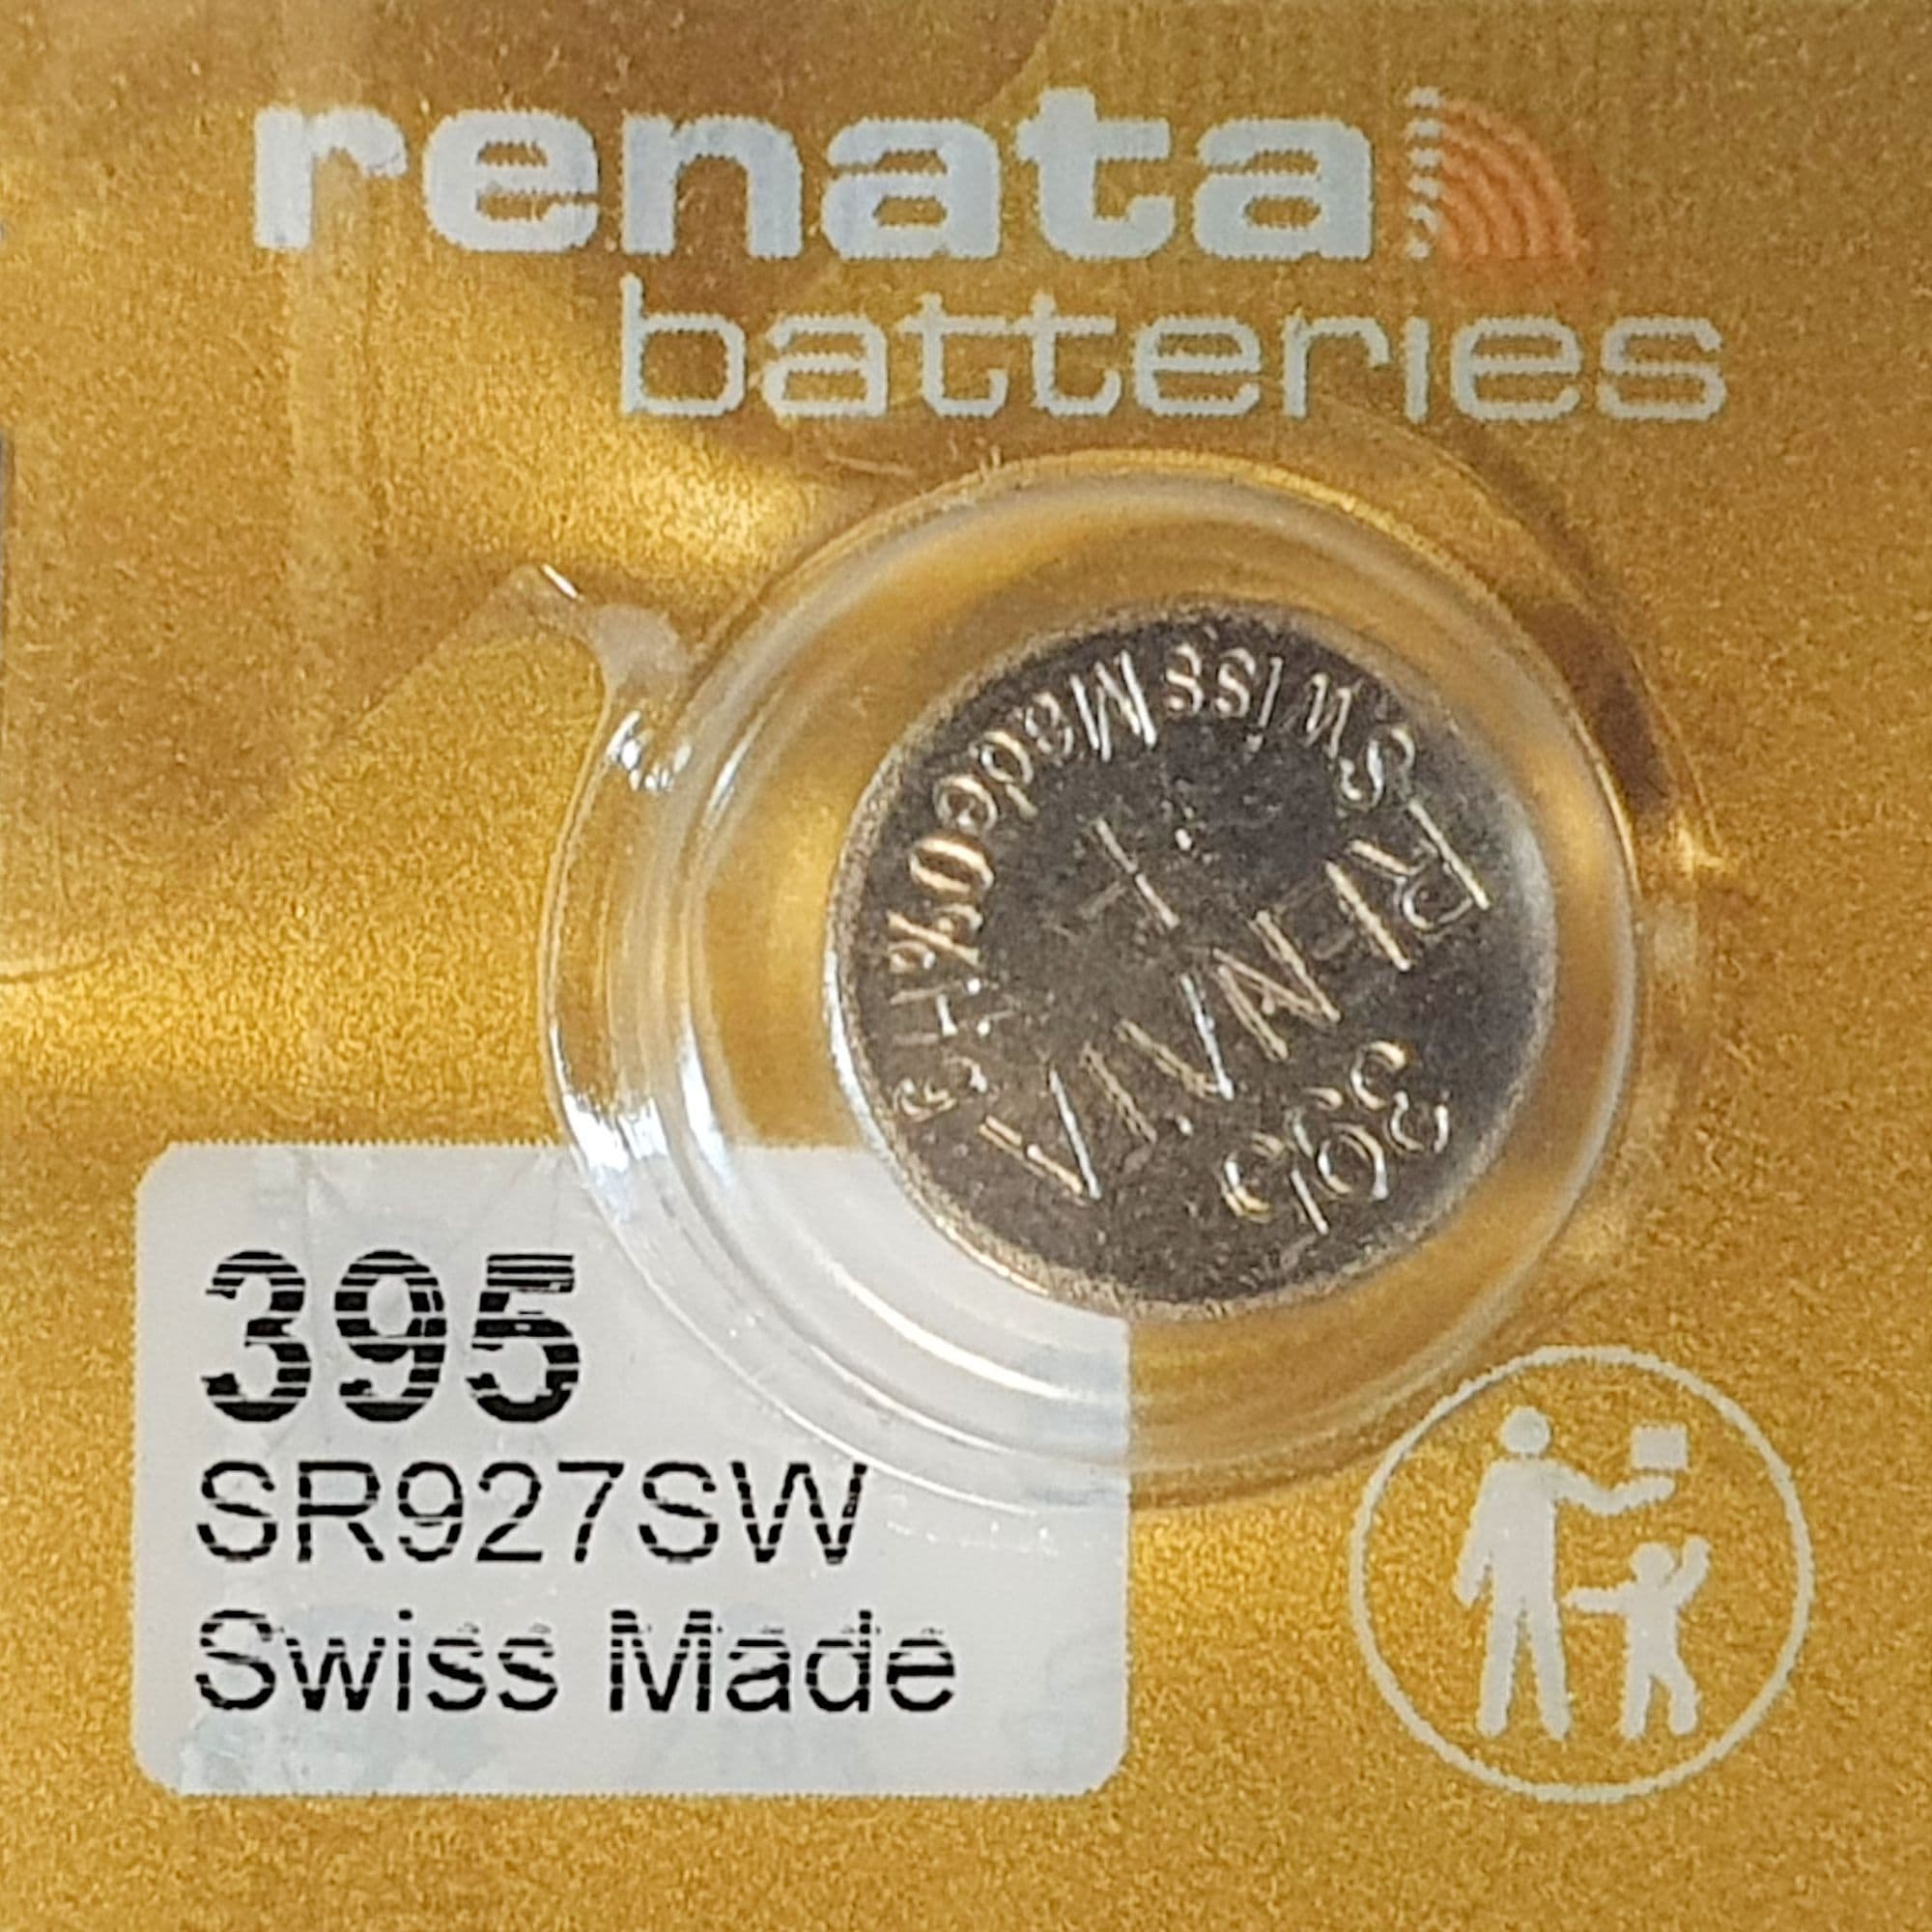 renata
batteries
Swiss Made 0% Hg
+
RENATA
395
395
SR927SW
Swiss Made